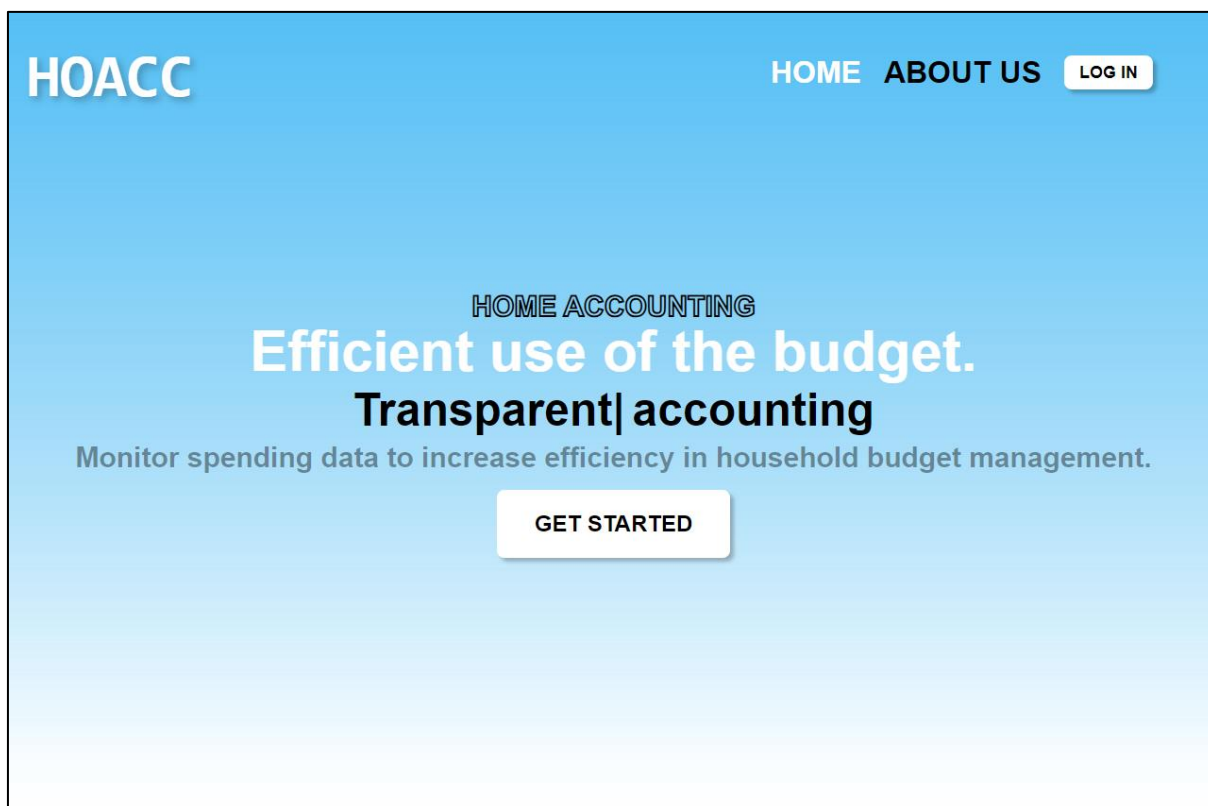 HOACC
HOME ABOUT US LOG IN
HOME ACCOUNTING
Efficient use of the budget.
Transparent| accounting
Monitor spending data to increase efficiency in household budget management.
GET STARTED